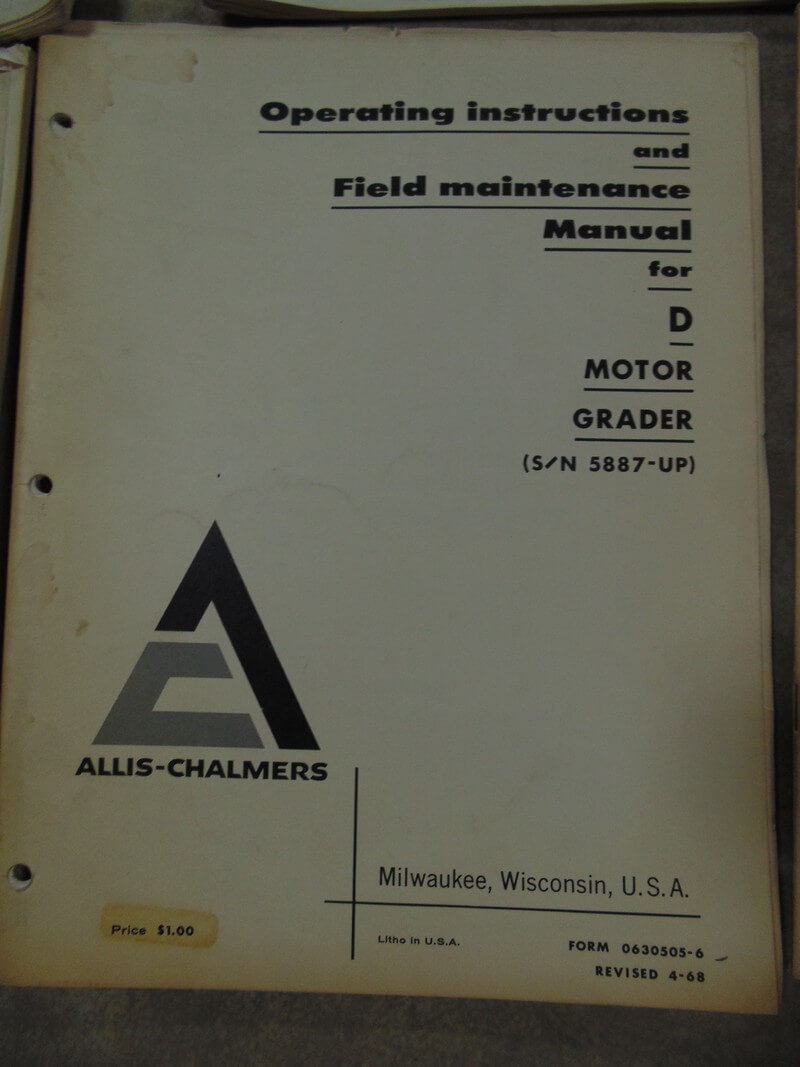 Operating instructions
and
Field maintenance
Manual
for
D
MOTOR
GRADER
(S/N 5887-UP)
ALLIS-CHALMERS
Milwaukee, Wisconsin, U.S.A.
Price $1.00
Litho in U.S.A.
FORM 0630505-6
REVISED 4-68